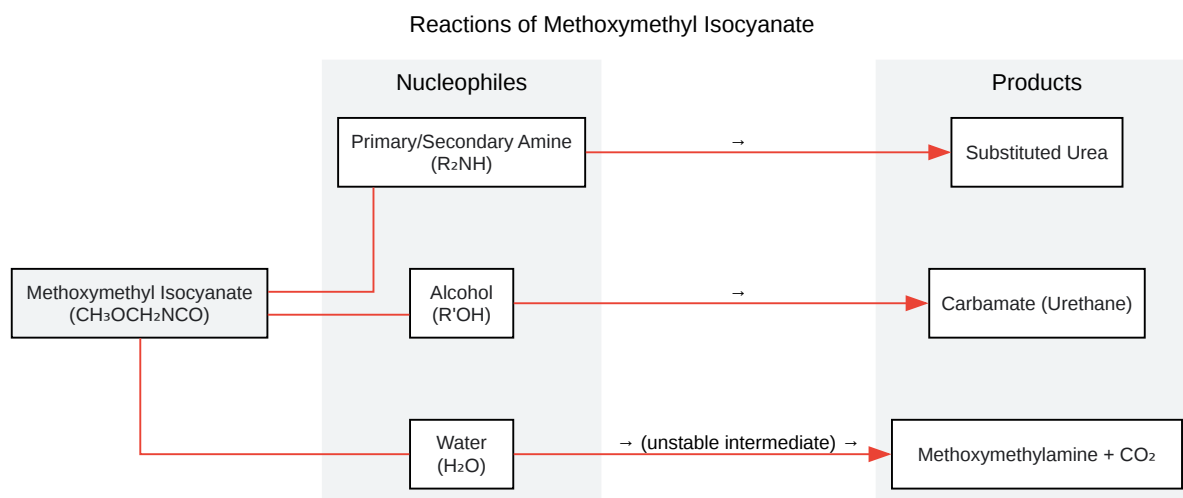 Reactions of Methoxymethyl Isocyanate
Nucleophiles
Products
Primary/Secondary Amine
(R₂NH)
→
Substituted Urea
Methoxymethyl Isocyanate
(CH₃OCH₂NCO)
Alcohol
(R'OH)
→
Carbamate (Urethane)
Water
(H₂O)
→ (unstable intermediate) →
Methoxymethylamine + CO₂